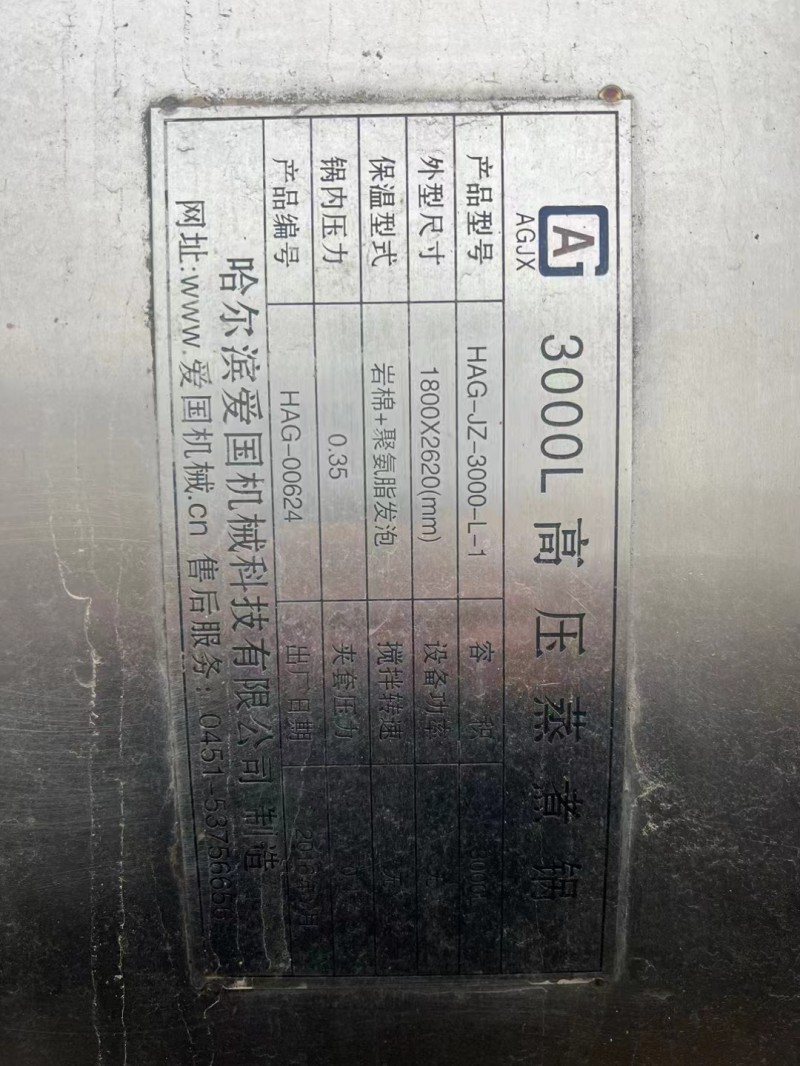 AGJX
3000L 高压蒸煮锅
产品型号 HAG-JZ-3000-L-1 容积 3000L
外型尺寸 1800X2620(mm) 设备功率 无
保温型式 岩棉+聚氨脂发泡 搅拌转速 无
锅内压力 0.35 夹套压力
产品编号 HAG-00624 出厂日期
哈尔滨爱国机械科技有限公司 制造
网址:www.爱国机械.cn 售后服务: 0451-53756656